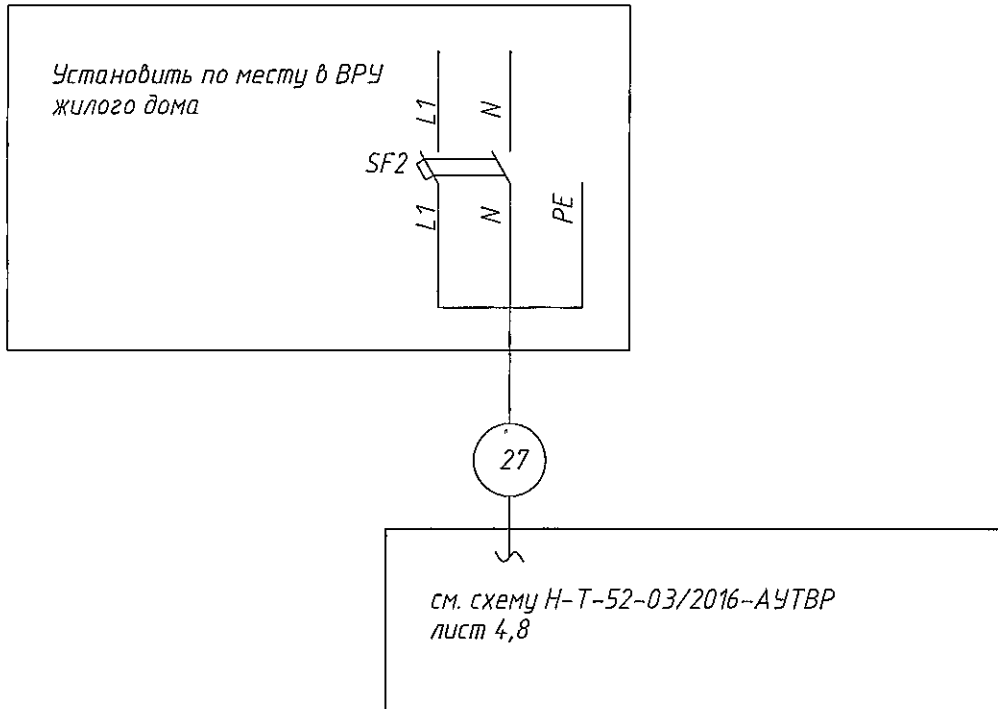 Установить по месту в ВРУ
жилого дома
L1
N
SF2
L1
N
PE
27
см. схему Н-Т-52-03/2016-АУТВР
лист 4,8